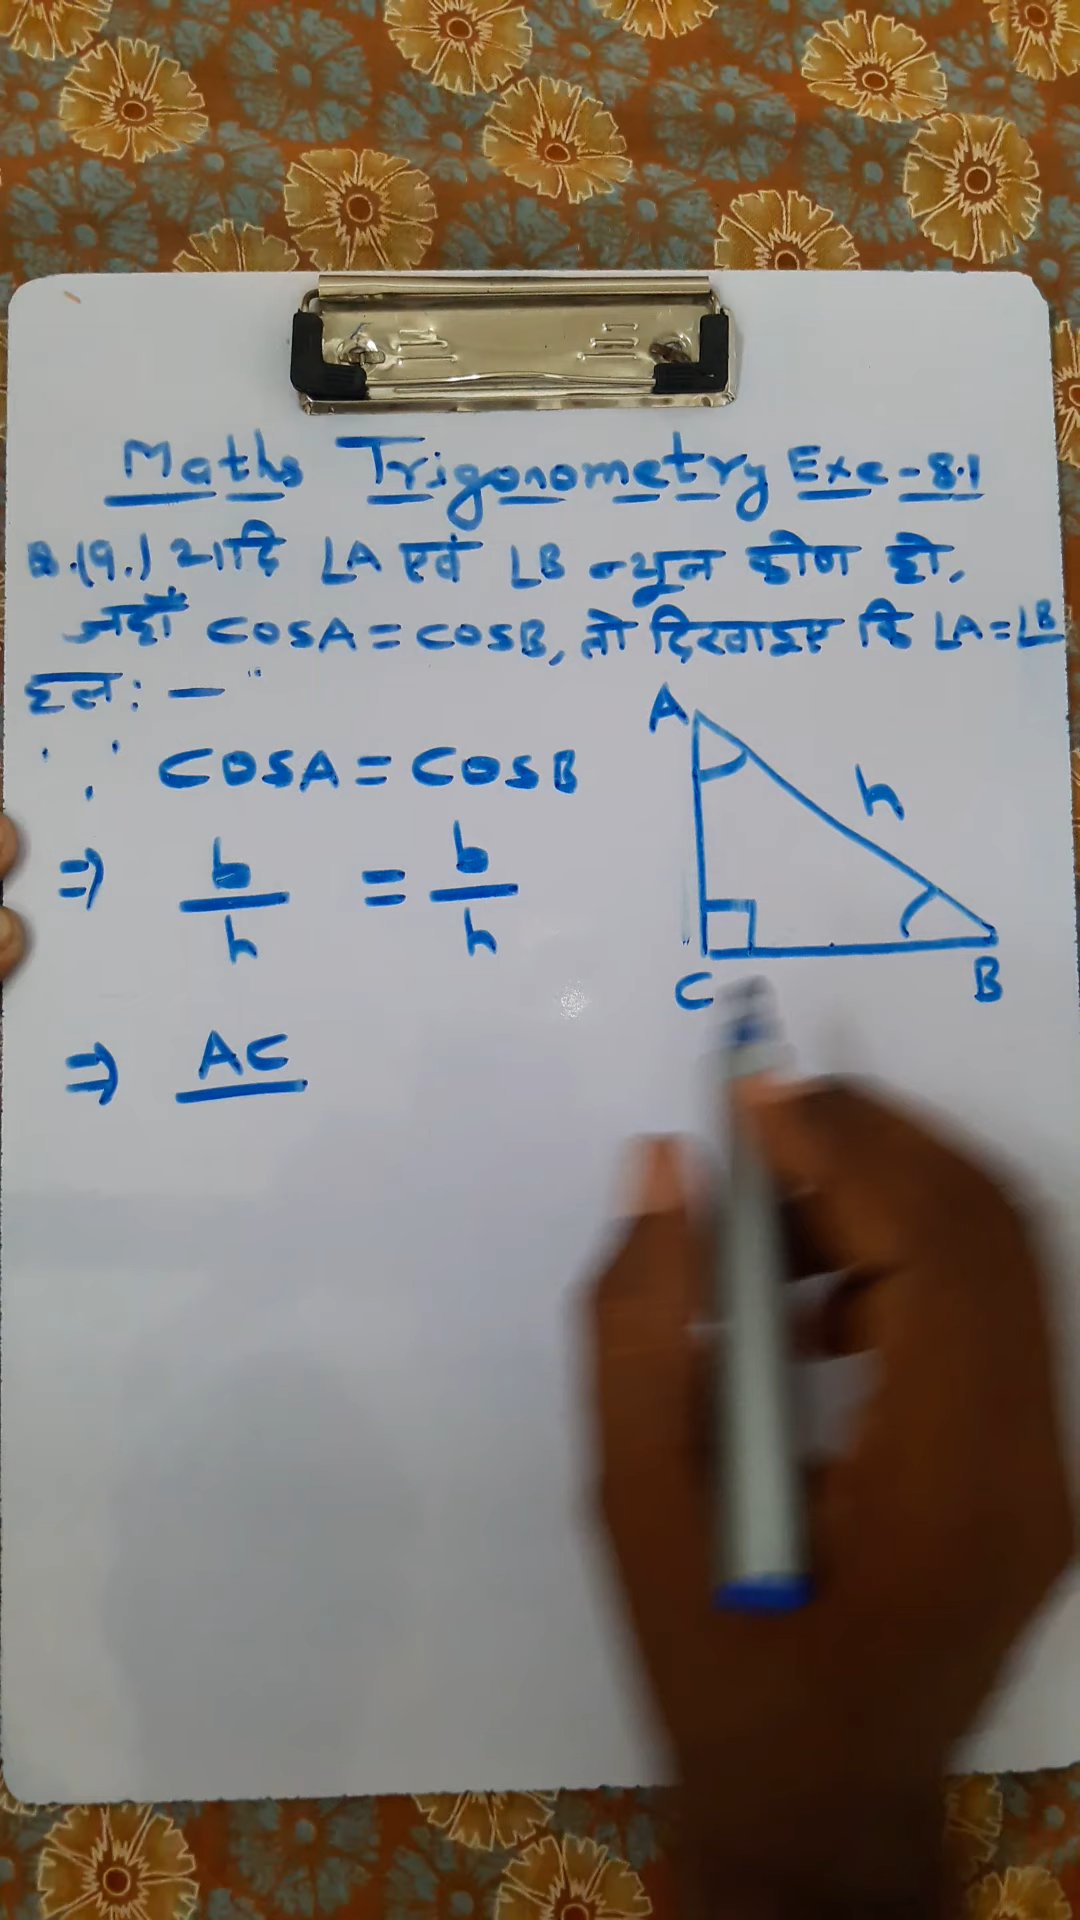 Maths Trigonometry Exe-8.1
Q.(9.) यदि ∠A एवं ∠B न्यून कोण हो,
जहाँ COSA = COSB, तो दिखाइए कि ∠A = ∠B
हल : —
∵ COSA = COSB
A
h
⇒ b/h = b/h
C B
⇒ AC